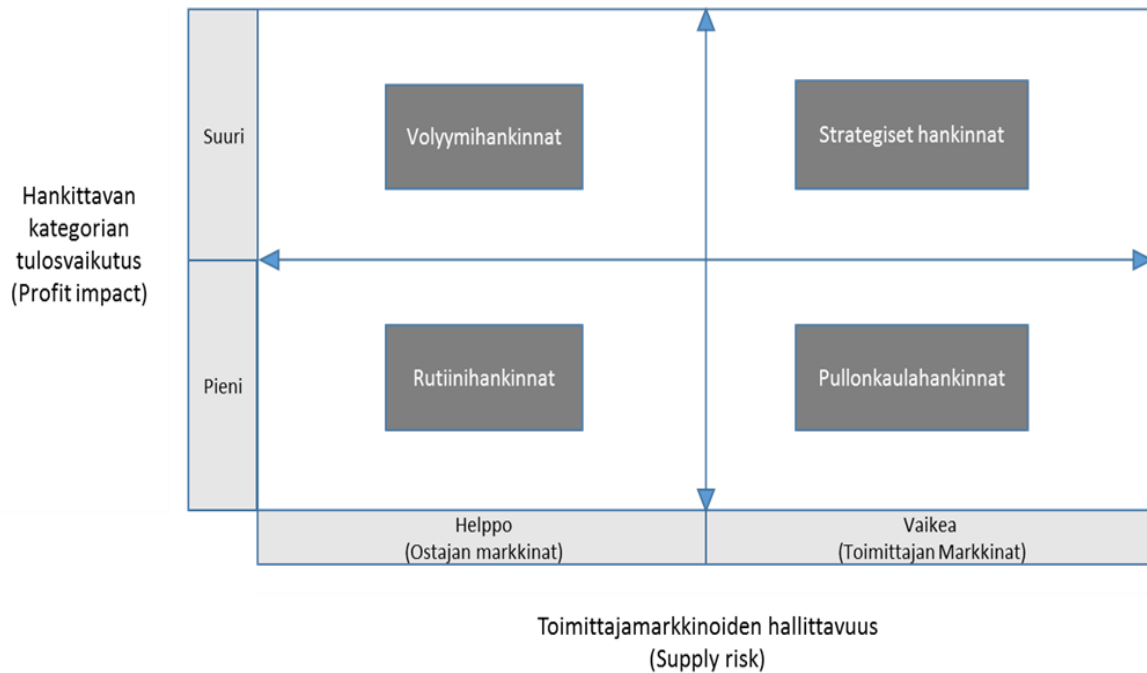 Hankittavan
kategorian
tulosvaikutus
(Profit impact)
Suuri
Volyymihankinnat
Strategiset hankinnat
Pieni
Rutiinihankinnat
Pullonkaulahankinnat
Helppo
(Ostajan markkinat)
Vaikea
(Toimittajan Markkinat)
Toimittajamarkkinoiden hallittavuus
(Supply risk)